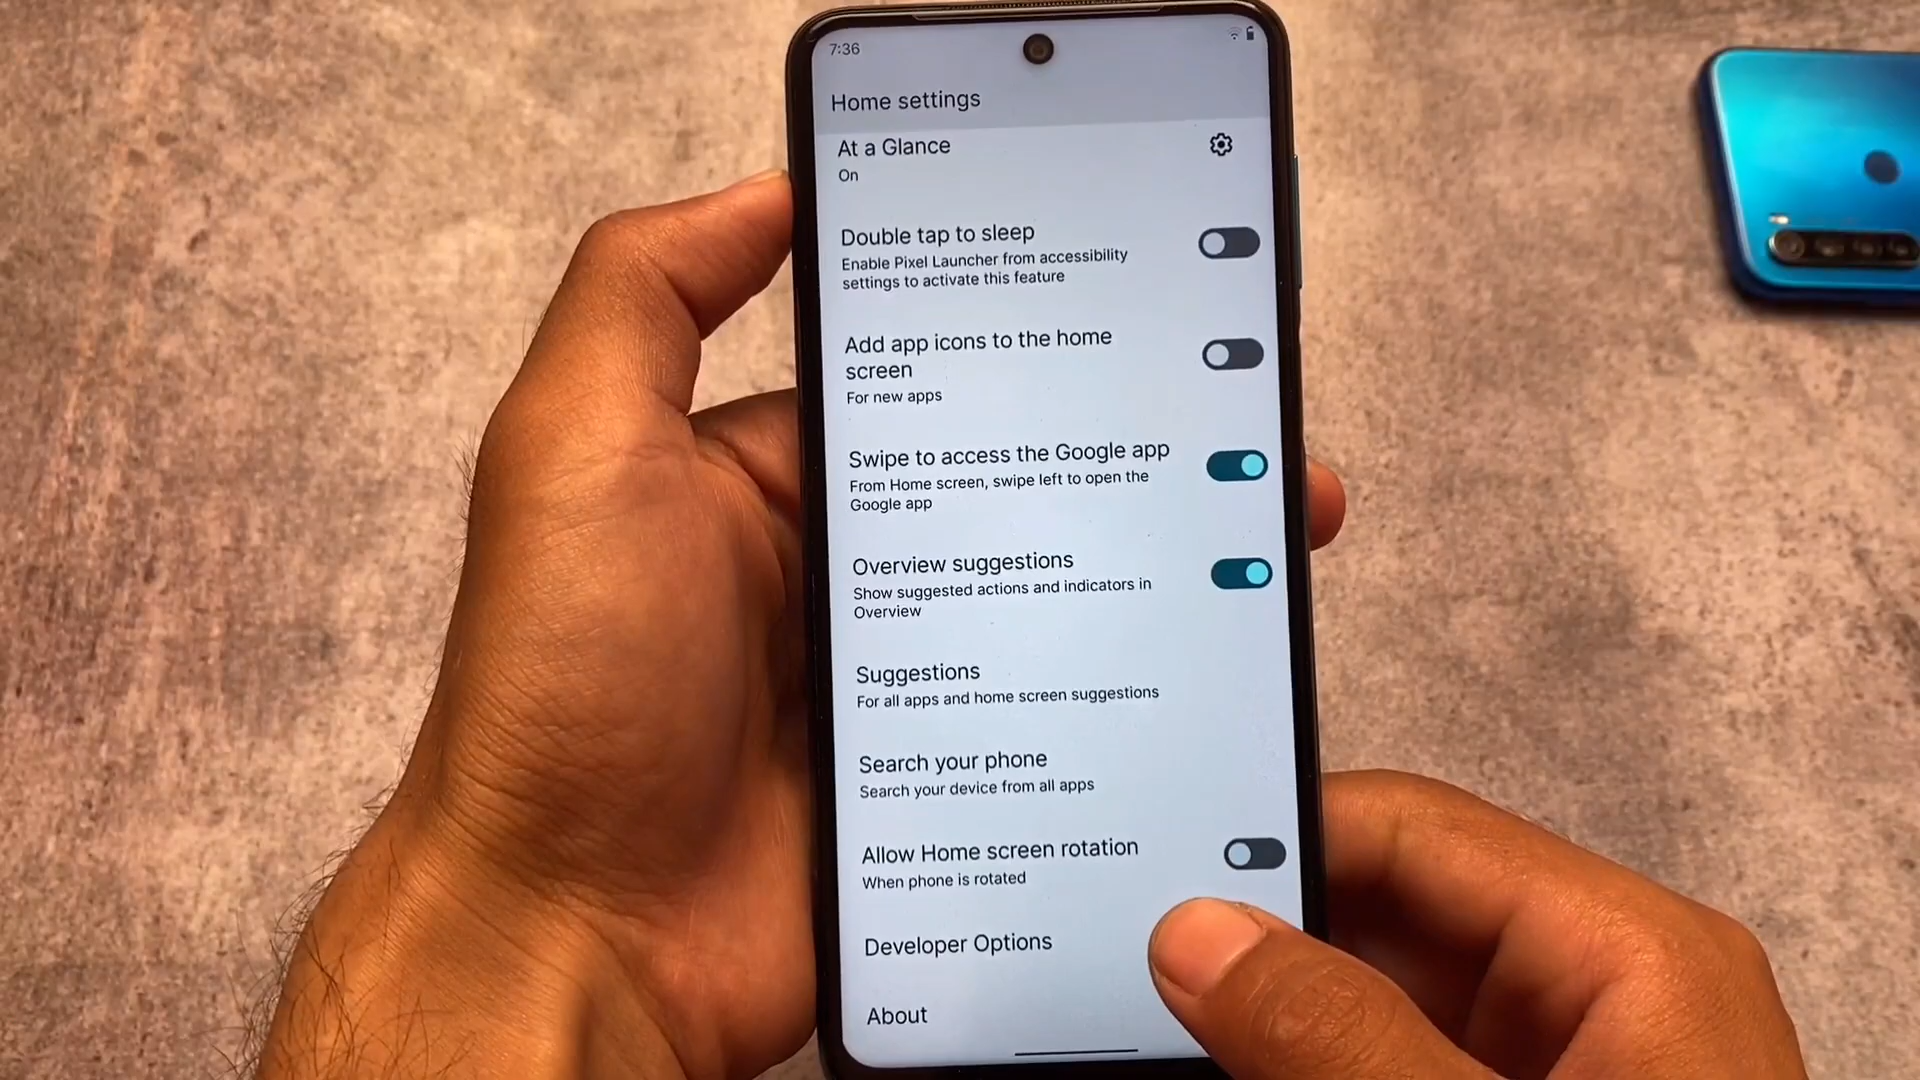 7:36
Home settings
At a Glance
On
Double tap to sleep
Enable Pixel Launcher from accessibility
settings to activate this feature
Add app icons to the home
screen
For new apps
Swipe to access the Google app
From Home screen, swipe left to open the
Google app
Overview suggestions
Show suggested actions and indicators in
Overview
Suggestions
For all apps and home screen suggestions
Search your phone
Search your device from all apps
Allow Home screen rotation
When phone is rotated
Developer Options
About